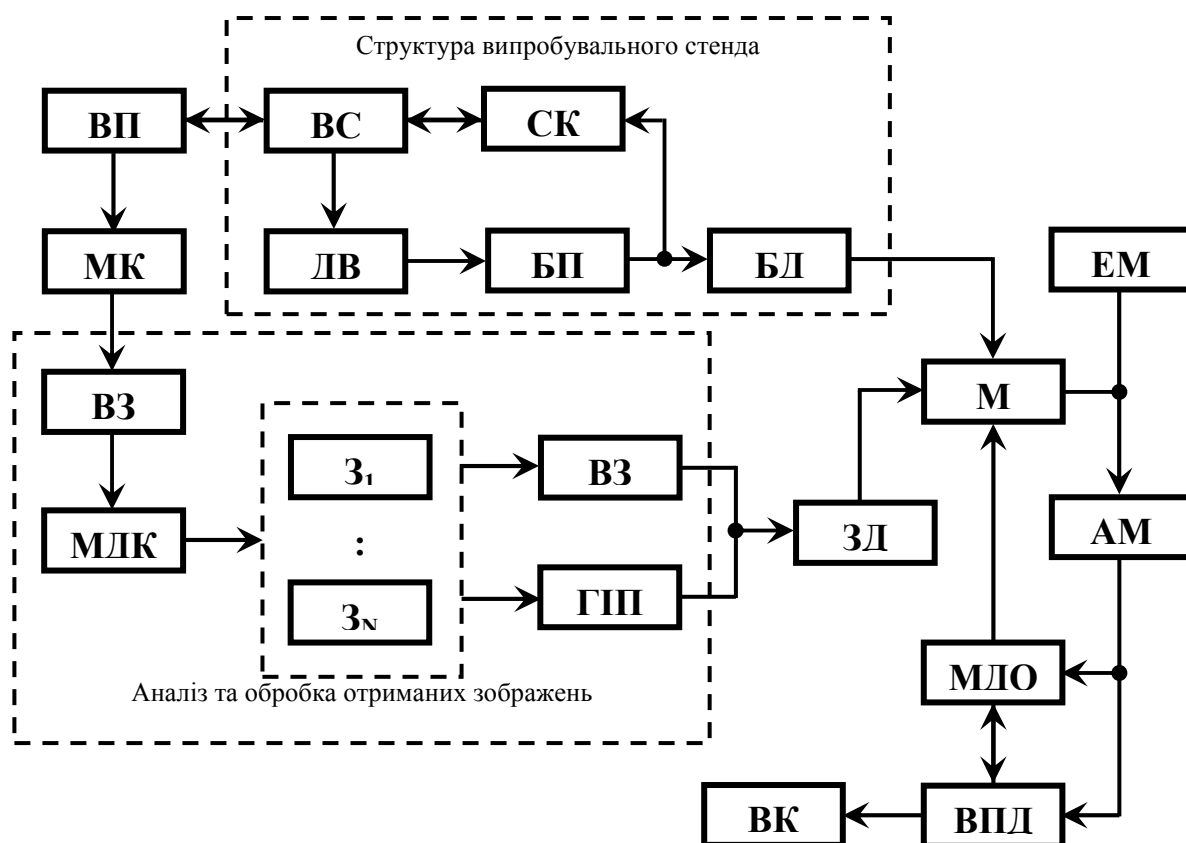 Структура випробувального стенда
ВП
ВС
СК
МК
ДВ
БП
БД
ЕМ
ВЗ
М
З1
ВЗ
МДК
:
ЗД
АМ
ЗN
ГІП
МДО
Аналіз та обробка отриманих зображень
ВК
ВПД